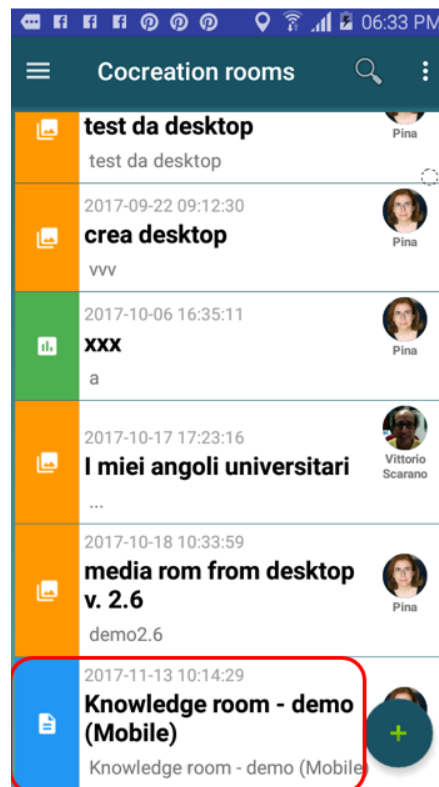 06:33 PM
Cocreation rooms
test da desktop
Pina
test da desktop
2017-09-22 09:12:30
crea desktop
Pina
vvv
2017-10-06 16:35:11
xxx
Pina
a
2017-10-17 17:23:16
I miei angoli universitari
Vittorio
Scarano
...
2017-10-18 10:33:59
media rom from desktop
v. 2.6
Pina
demo2.6
2017-11-13 10:14:29
Knowledge room - demo
(Mobile)
+
Knowledge room - demo (Mobile)